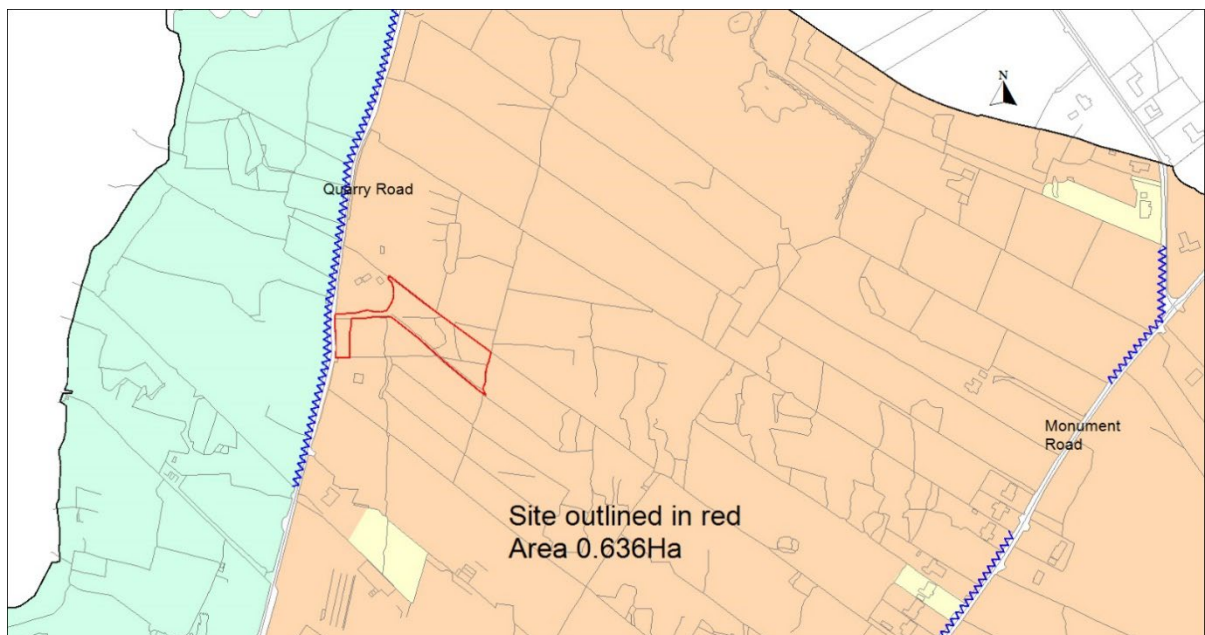 N
Quarry Road
Monument
Road
Site outlined in red
Area 0.636Ha